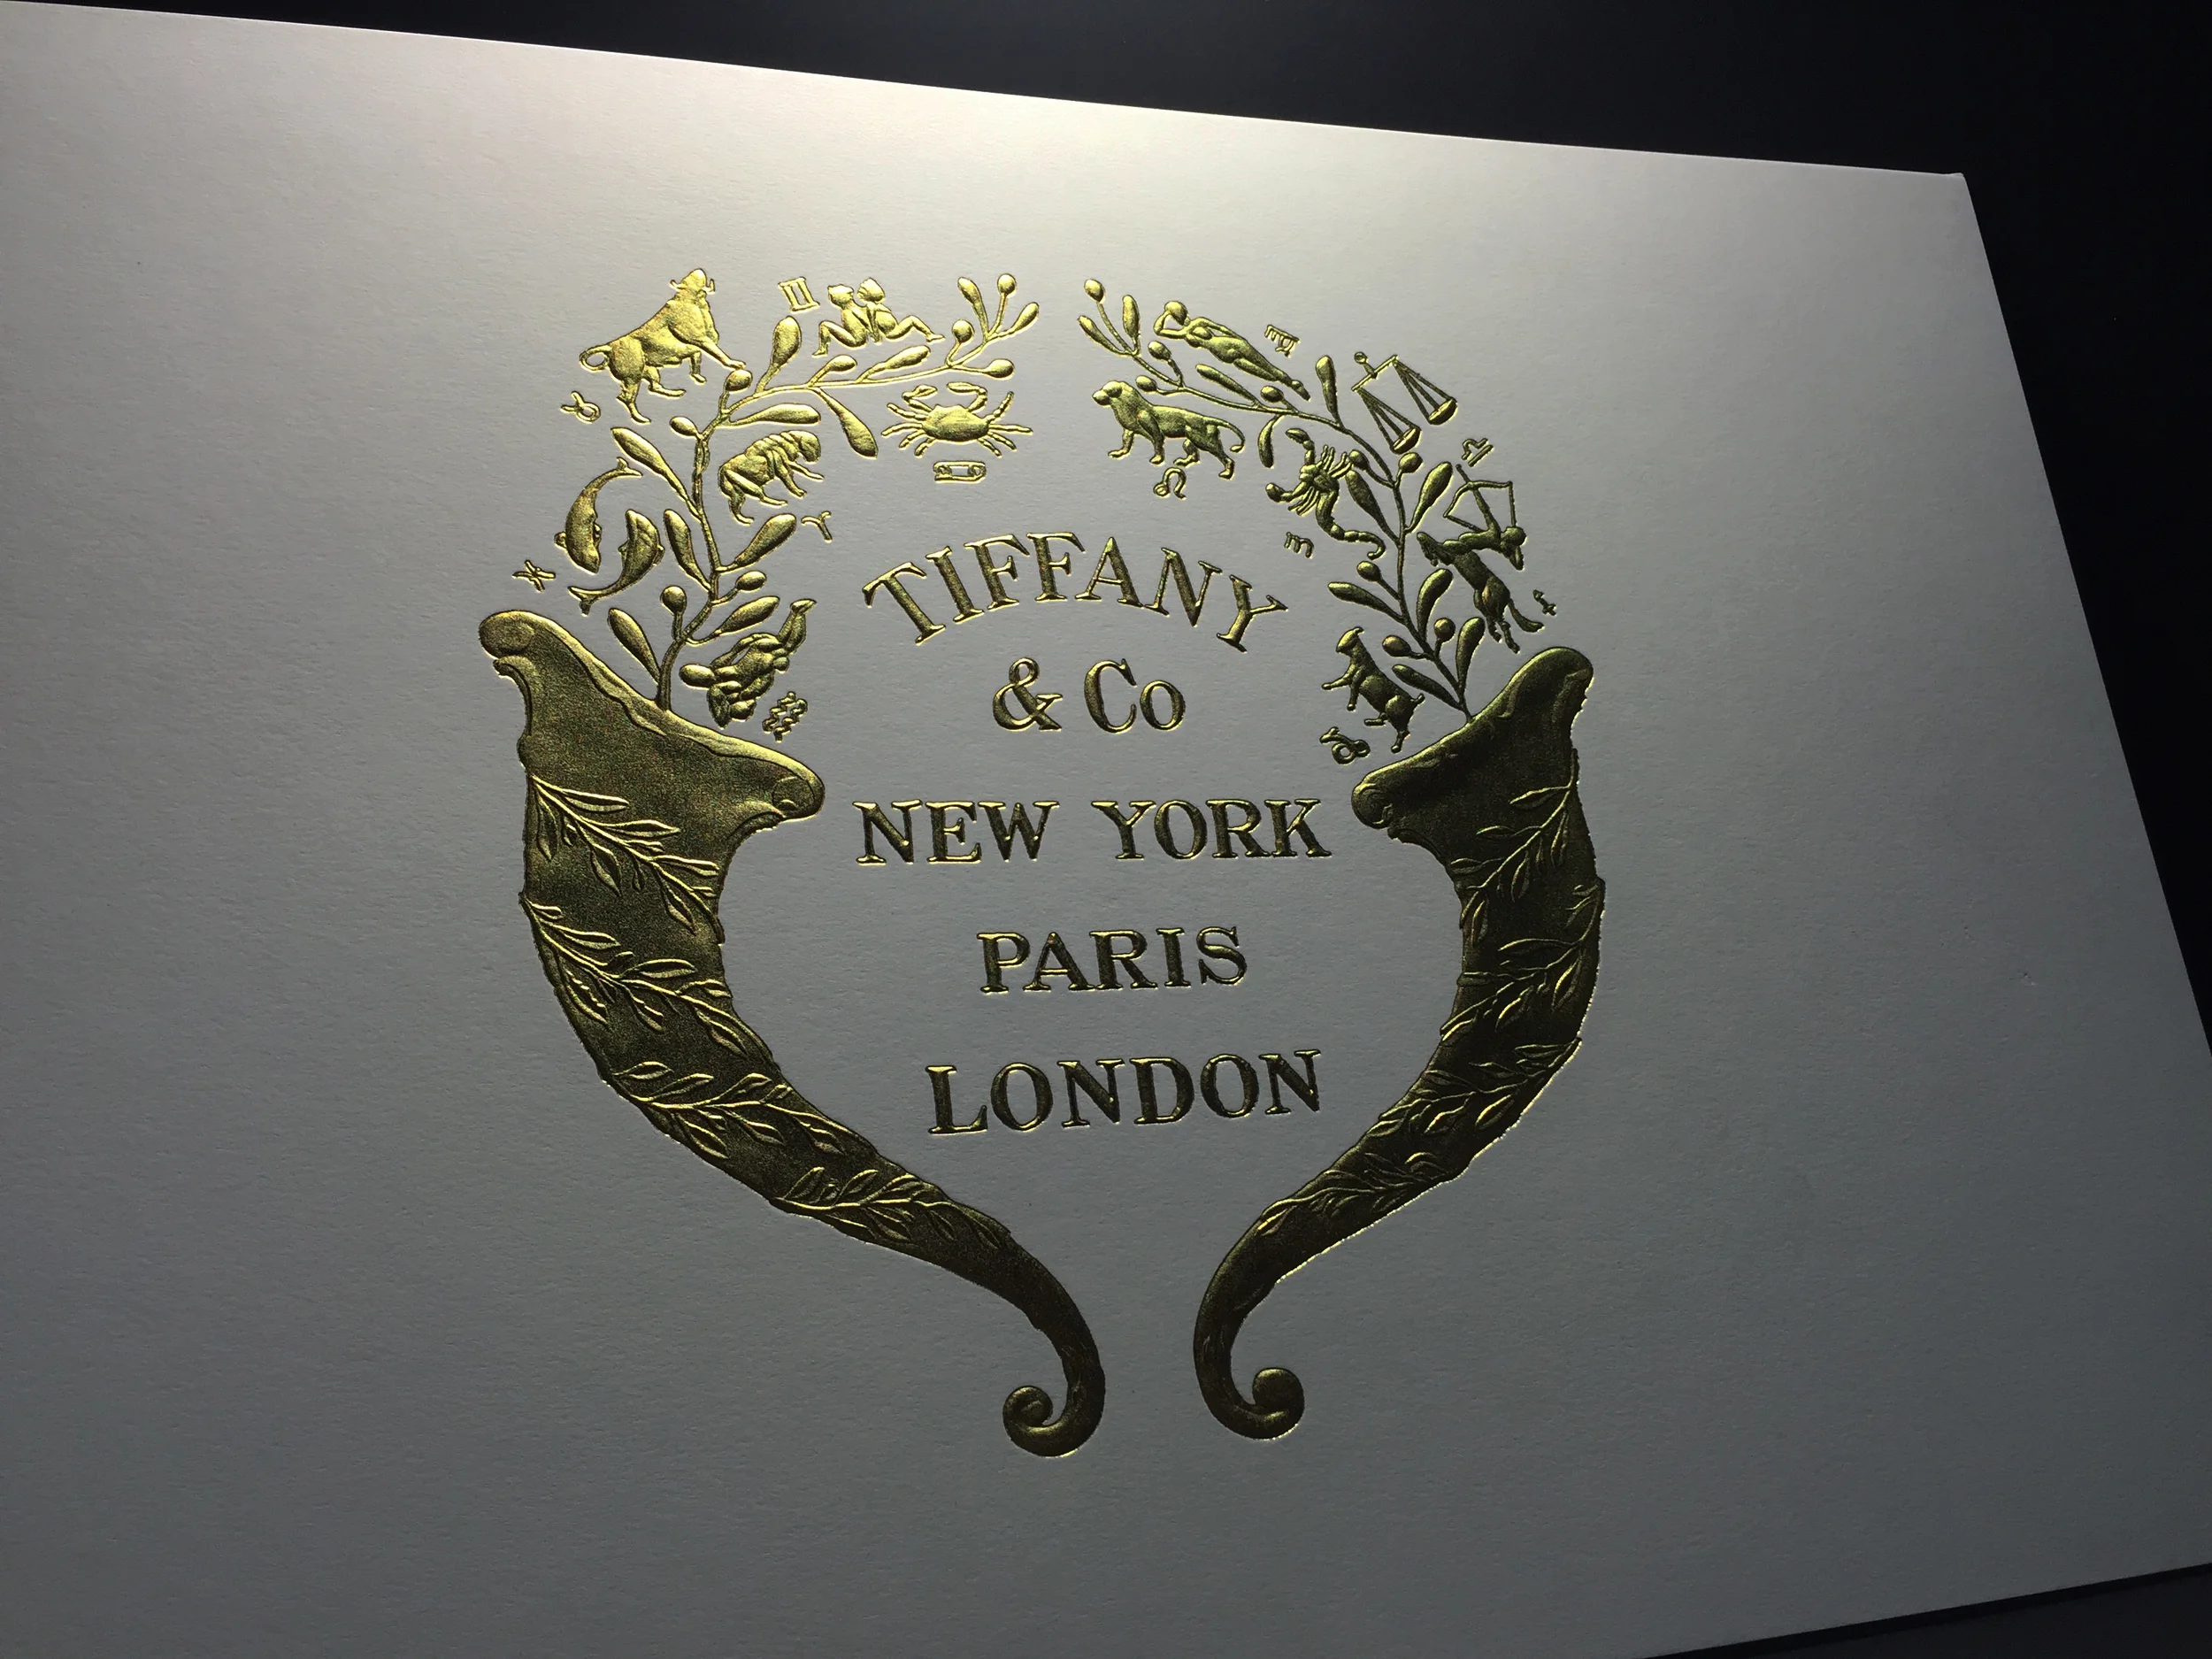 TIFFANY
& Co
NEW YORK
PARIS
LONDON